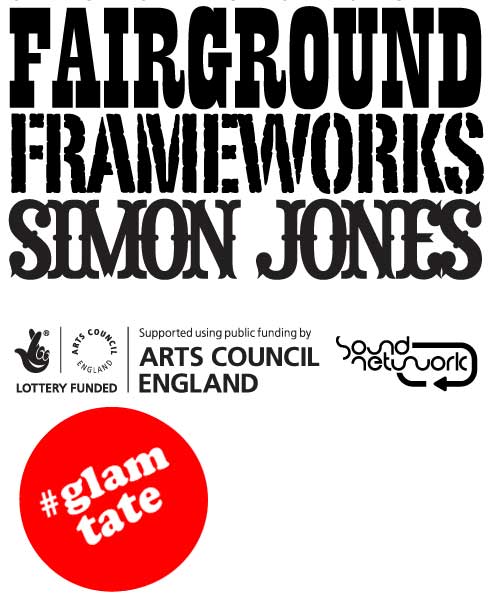 FAIRGROUND
FRAMEWORKS
SIMON JONES
®
ARTS COUNCIL
ENGLAND
LOTTERY FUNDED
Supported using public funding by
ARTS COUNCIL
ENGLAND
sound
network
#glam
tate